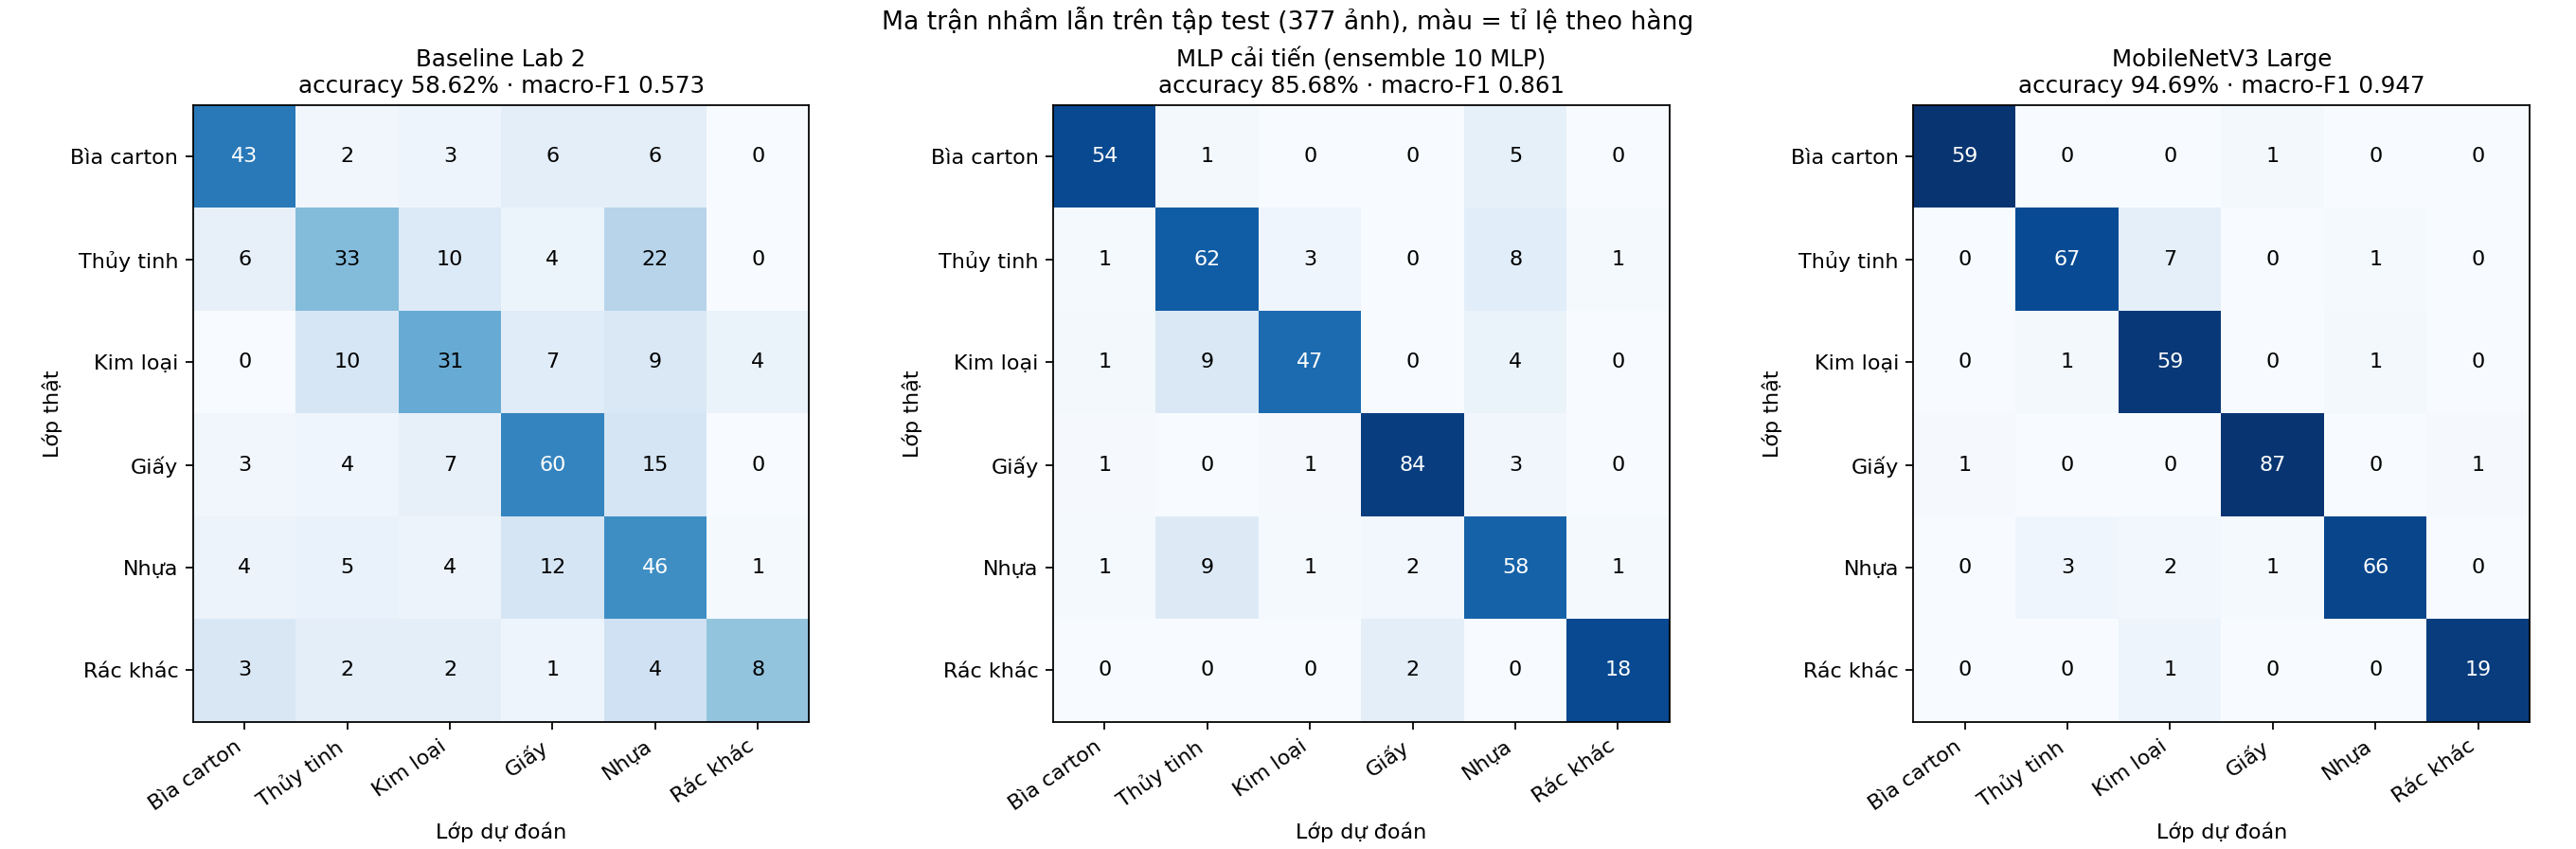 Ma trận nhầm lẫn trên tập test (377 ảnh), màu = tỉ lệ theo hàng
Baseline Lab 2
accuracy 58.62% · macro-F1 0.573
Lớp thật
Bìa carton 43 2 3 6 6 0
Thủy tinh 6 33 10 4 22 0
Kim loại 0 10 31 7 9 4
Giấy 3 4 7 60 15 0
Nhựa 4 5 4 12 46 1
Rác khác 3 2 2 1 4 8
Bìa carton Thủy tinh Kim loại Giấy Nhựa Rác khác
Lớp dự đoán
MLP cải tiến (ensemble 10 MLP)
accuracy 85.68% · macro-F1 0.861
Lớp thật
Bìa carton 54 1 0 0 5 0
Thủy tinh 1 62 3 0 8 1
Kim loại 1 9 47 0 4 0
Giấy 1 0 1 84 3 0
Nhựa 1 9 1 2 58 1
Rác khác 0 0 0 2 0 18
Bìa carton Thủy tinh Kim loại Giấy Nhựa Rác khác
Lớp dự đoán
MobileNetV3 Large
accuracy 94.69% · macro-F1 0.947
Lớp thật
Bìa carton 59 0 0 1 0 0
Thủy tinh 0 67 7 0 1 0
Kim loại 0 1 59 0 1 0
Giấy 1 0 0 87 0 1
Nhựa 0 3 2 1 66 0
Rác khác 0 0 1 0 0 19
Bìa carton Thủy tinh Kim loại Giấy Nhựa Rác khác
Lớp dự đoán